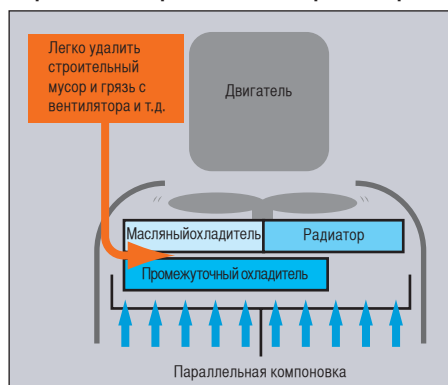 Легко удалить
строительный
мусор и грязь с
вентилятора и т.д.
Двигатель
Масляныйохладитель
Радиатор
Промежуточный охладитель
Параллельная компоновка